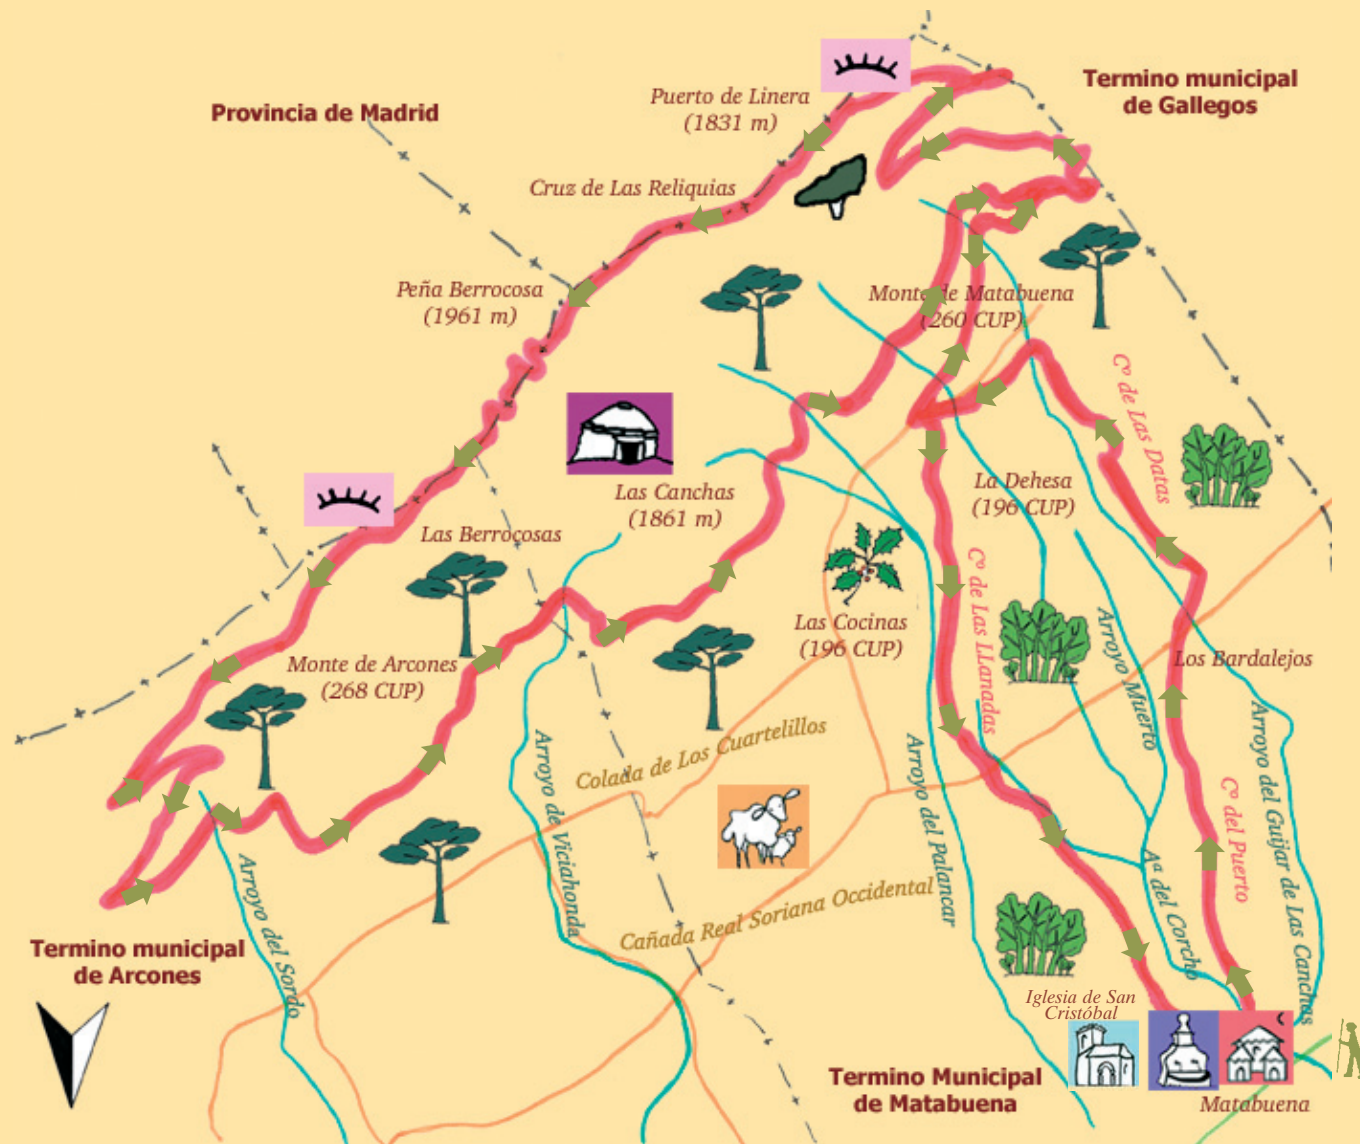 Provincia de Madrid
Puerto de Linera
(1831 m)
Termino municipal
de Gallegos
Cruz de Las Reliquias
Peña Berrocosa
(1961 m)
Monte de Matabuena
(260 CUP)
Cº de Las Datas
Las Canchas
(1861 m)
La Dehesa
(196 CUP)
Las Berrocosas
Cº de Las LLanadas
Las Cocinas
(196 CUP)
Arroyo Muerto
Los Bardalejos
Monte de Arcones
(268 CUP)
Colada de Los Cuartelillos
Arroyo de Viciahonda
Arroyo del Palancar
Arroyo del Guijar de Las Canchas
Cº del Puerto
Aª del Corcho
Cañada Real Soriana Occidental
Arroyo del Sordo
Termino municipal
de Arcones
Iglesia de San
Cristóbal
Termino Municipal
de Matabuena
Matabuena